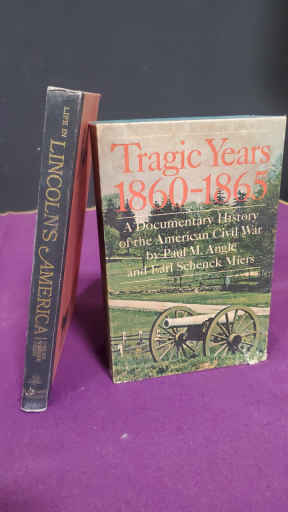 LIFE IN
LINCOLN'S AMERICA
Tragic Years
1860-1865
A Documentary History
of the American Civil War
by Paul M. Angle
and Earl Schenck Miers